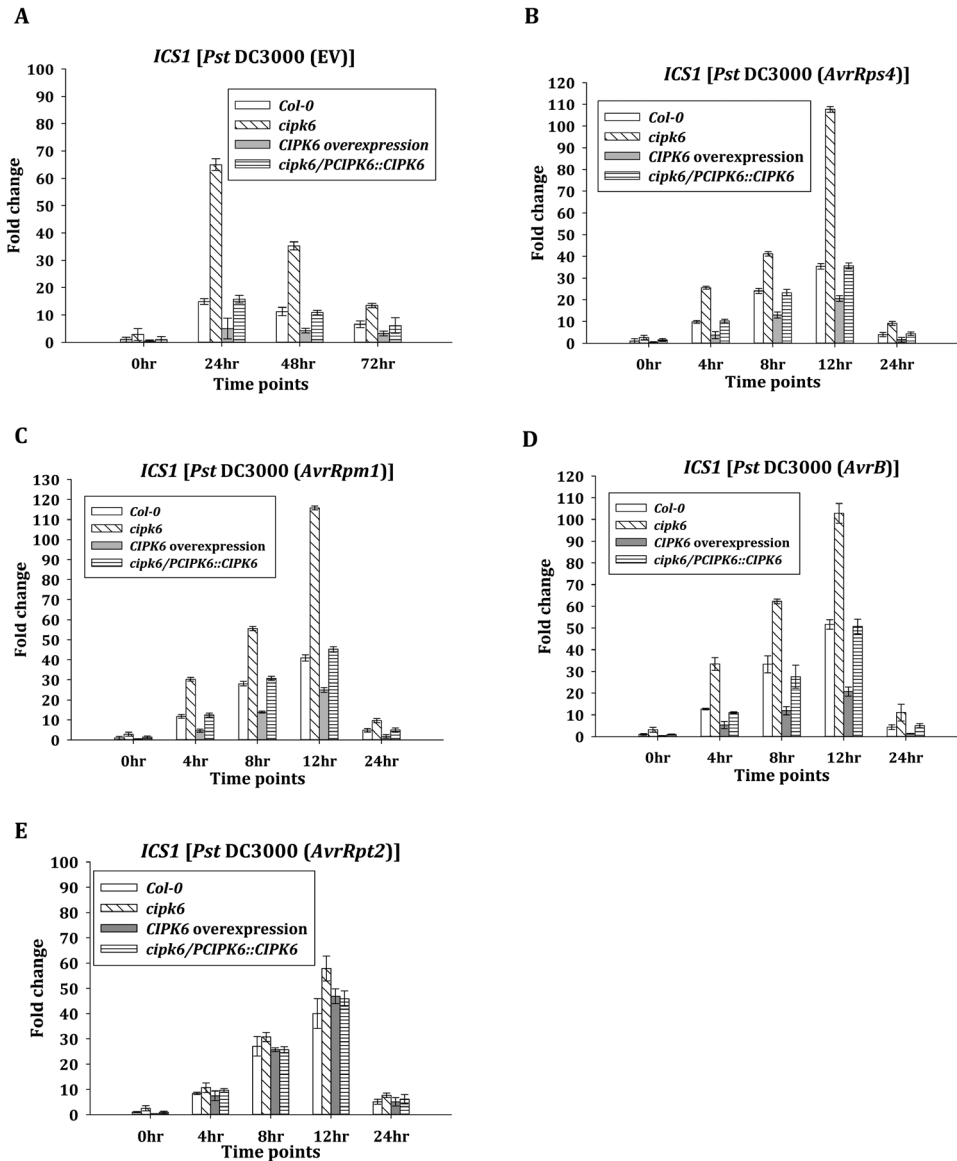 A
ICS1 [Pst DC3000 (EV)]
100
90
80
70
60
50
40
30
20
10
0
Fold change
Col-0
cipk6
CIPK6 overexpression
cipk6/PCIPK6::CIPK6
0hr 24hr 48hr 72hr
Time points
B
ICS1 [Pst DC3000 (AvrRps4)]
120
110
100
90
80
70
60
50
40
30
20
10
0
Fold change
Col-0
cipk6
CIPK6 overexpression
cipk6/PCIPK6::CIPK6
0hr 4hr 8hr 12hr 24hr
Time points
C
ICS1 [Pst DC3000 (AvrRpm1)]
130
120
110
100
90
80
70
60
50
40
30
20
10
0
Fold change
Col-0
cipk6
CIPK6 overexpression
cipk6/PCIPK6::CIPK6
0hr 4hr 8hr 12hr 24hr
Time points
D
ICS1 [Pst DC3000 (AvrB)]
120
110
100
90
80
70
60
50
40
30
20
10
0
Fold change
Col-0
cipk6
CIPK6 overexpression
cipk6/PCIPK6::CIPK6
0hr 4hr 8hr 12hr 24hr
Time points
E
ICS1 [Pst DC3000 (AvrRpt2)]
100
90
80
70
60
50
40
30
20
10
0
Fold change
Col-0
cipk6
CIPK6 overexpression
cipk6/PCIPK6::CIPK6
0hr 4hr 8hr 12hr 24hr
Time points